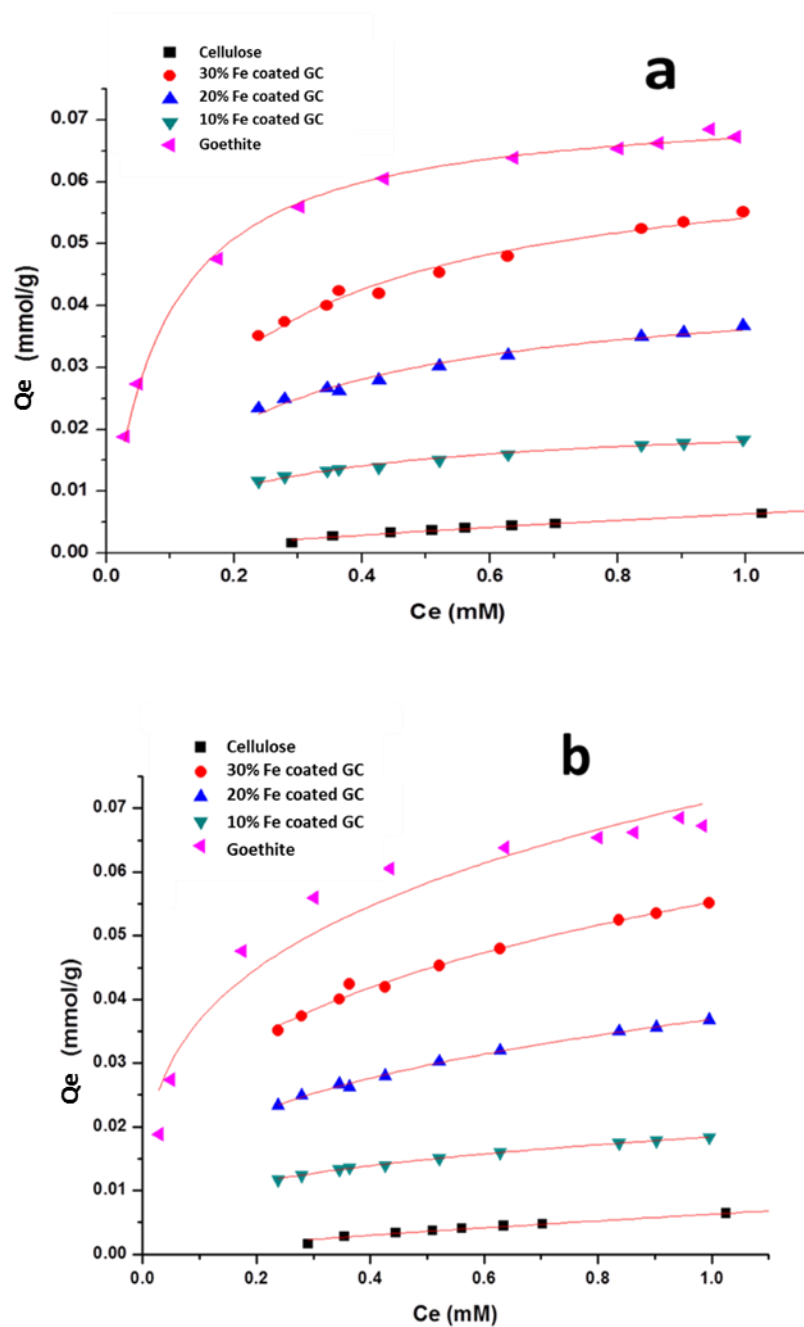 a
Cellulose
30% Fe coated GC
20% Fe coated GC
10% Fe coated GC
Goethite
0.07
0.06
0.05
0.04
0.03
0.02
0.01
0.00
Qe (mmol/g)
0.0 0.2 0.4 0.6 0.8 1.0
Ce (mM)
b
Cellulose
30% Fe coated GC
20% Fe coated GC
10% Fe coated GC
Goethite
0.07
0.06
0.05
0.04
0.03
0.02
0.01
0.00
Qe (mmol/g)
0.0 0.2 0.4 0.6 0.8 1.0
Ce (mM)